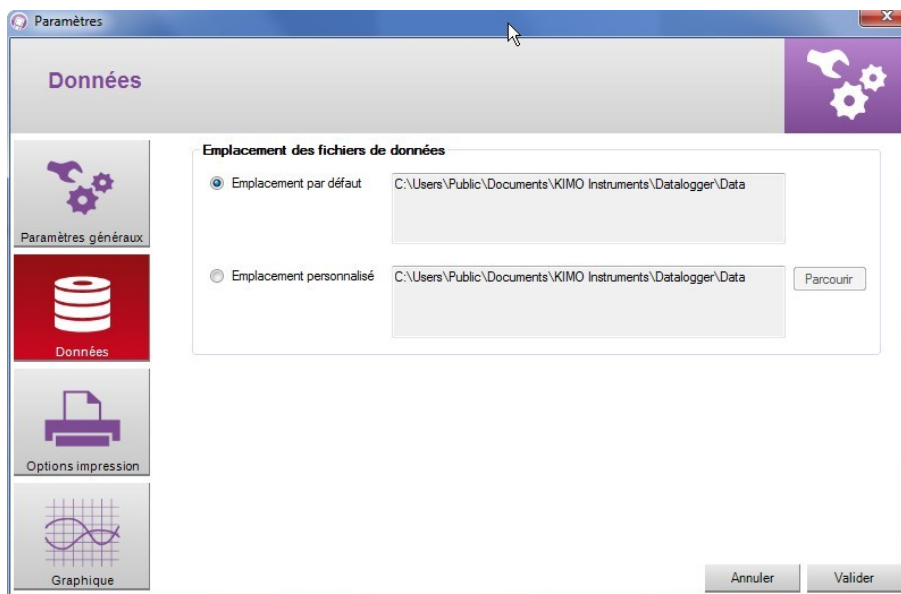 Paramètres
x
Données
Emplacement des fichiers de données
Emplacement par défaut C:\Users\Public\Documents\KIMO Instruments\Datalogger\Data
Paramètres généraux
Emplacement personnalisé C:\Users\Public\Documents\KIMO Instruments\Datalogger\Data Parcourir
Données
Options impression
Graphique
Annuler Valider